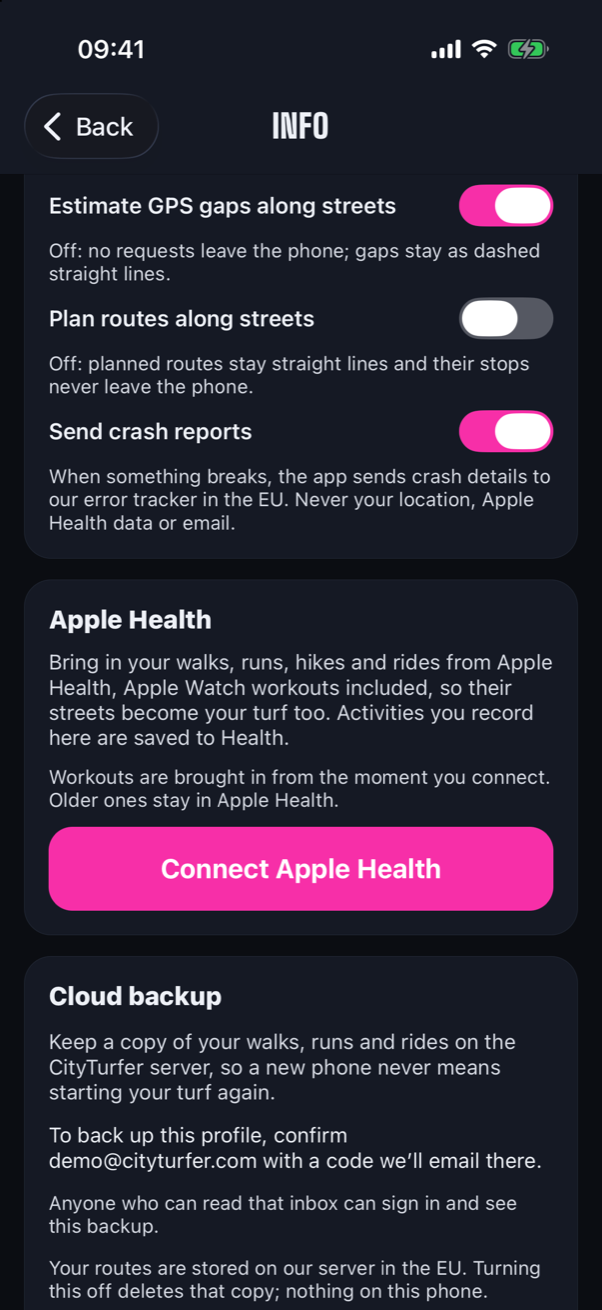 09:41
Back
INFO
Estimate GPS gaps along streets
Off: no requests leave the phone; gaps stay as dashed
straight lines.
Plan routes along streets
Off: planned routes stay straight lines and their stops
never leave the phone.
Send crash reports
When something breaks, the app sends crash details to
our error tracker in the EU. Never your location, Apple
Health data or email.
Apple Health
Bring in your walks, runs, hikes and rides from Apple
Health, Apple Watch workouts included, so their
streets become your turf too. Activities you record
here are saved to Health.
Workouts are brought in from the moment you connect.
Older ones stay in Apple Health.
Connect Apple Health
Cloud backup
Keep a copy of your walks, runs and rides on the
CityTurfer server, so a new phone never means
starting your turf again.
To back up this profile, confirm
demo@cityturfer.com with a code we’ll email there.
Anyone who can read that inbox can sign in and see
this backup.
Your routes are stored on our server in the EU. Turning
this off deletes that copy; nothing on this phone.